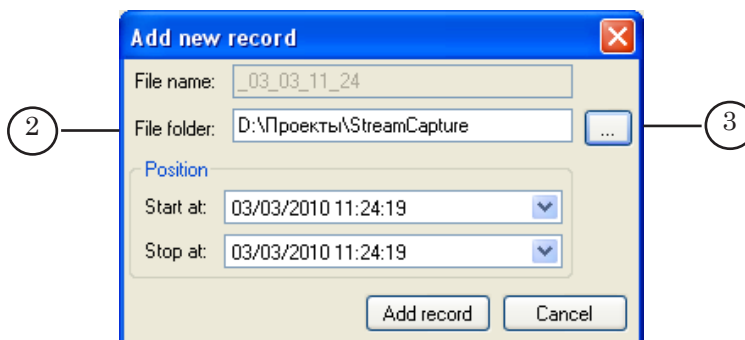 Add new record
File name: _03_03_11_24
2 File folder: D:\Проекты\StreamCapture ... 3
Position
Start at: 03/03/2010 11:24:19
Stop at: 03/03/2010 11:24:19
Add record Cancel